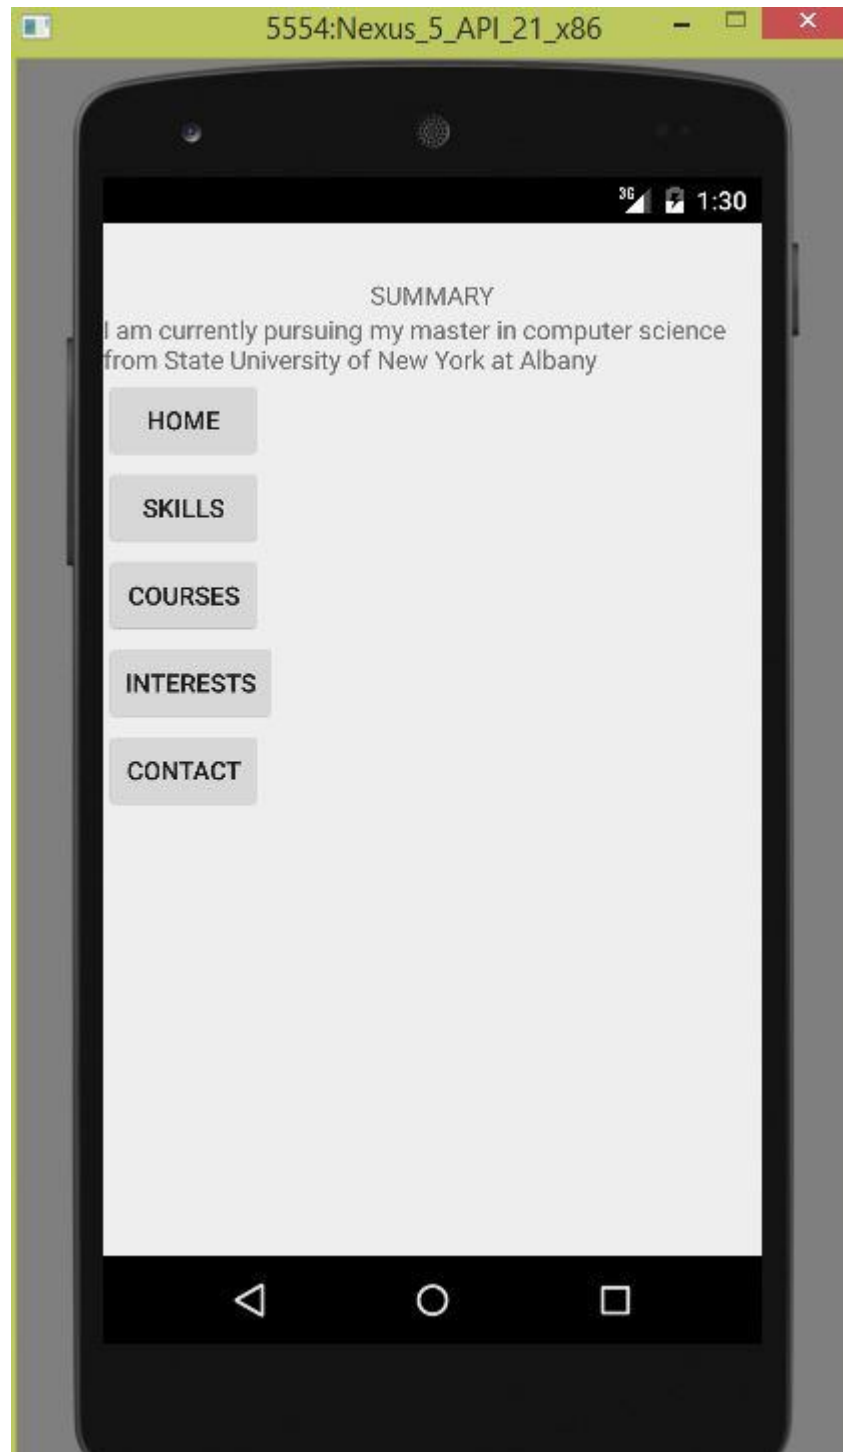 5554:Nexus_5_API_21_x86
3G 1:30
SUMMARY
I am currently pursuing my master in computer science
from State University of New York at Albany
HOME
SKILLS
COURSES
INTERESTS
CONTACT